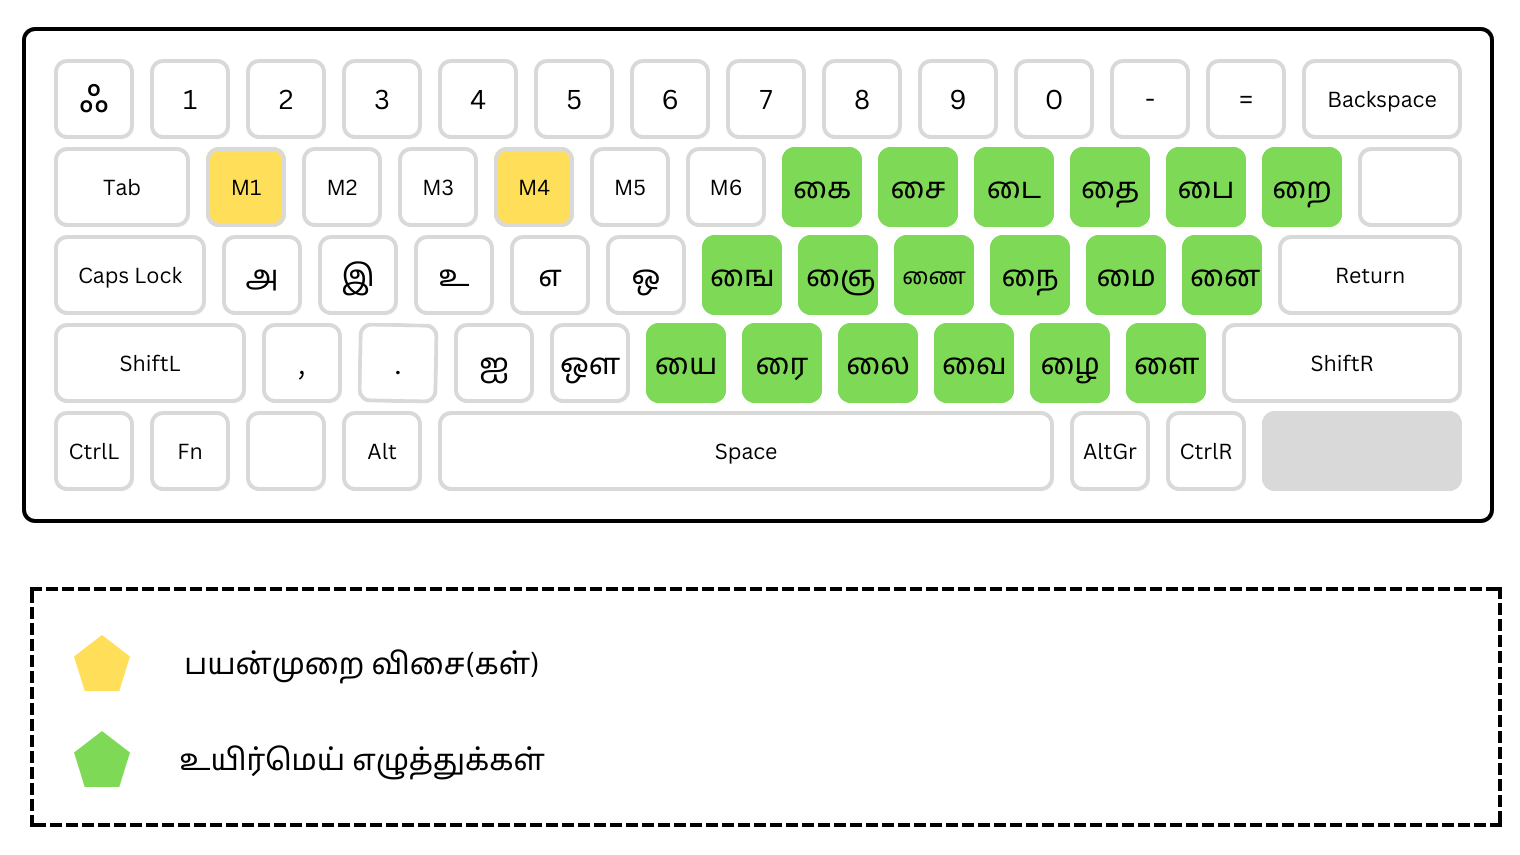 ஃ 1 2 3 4 5 6 7 8 9 0 - = Backspace
Tab M1 M2 M3 M4 M5 M6 கை சை டை தை பை றை
Caps Lock அ இ உ எ ஒ ஙை ஞை ணை நை மை னை Return
ShiftL , . ஐ ஔ யை ரை லை வை ழை ளை ShiftR
CtrlL Fn Alt Space AltGr CtrlR
பயன்முறை விசை(கள்)
உயிர்மெய் எழுத்துக்கள்